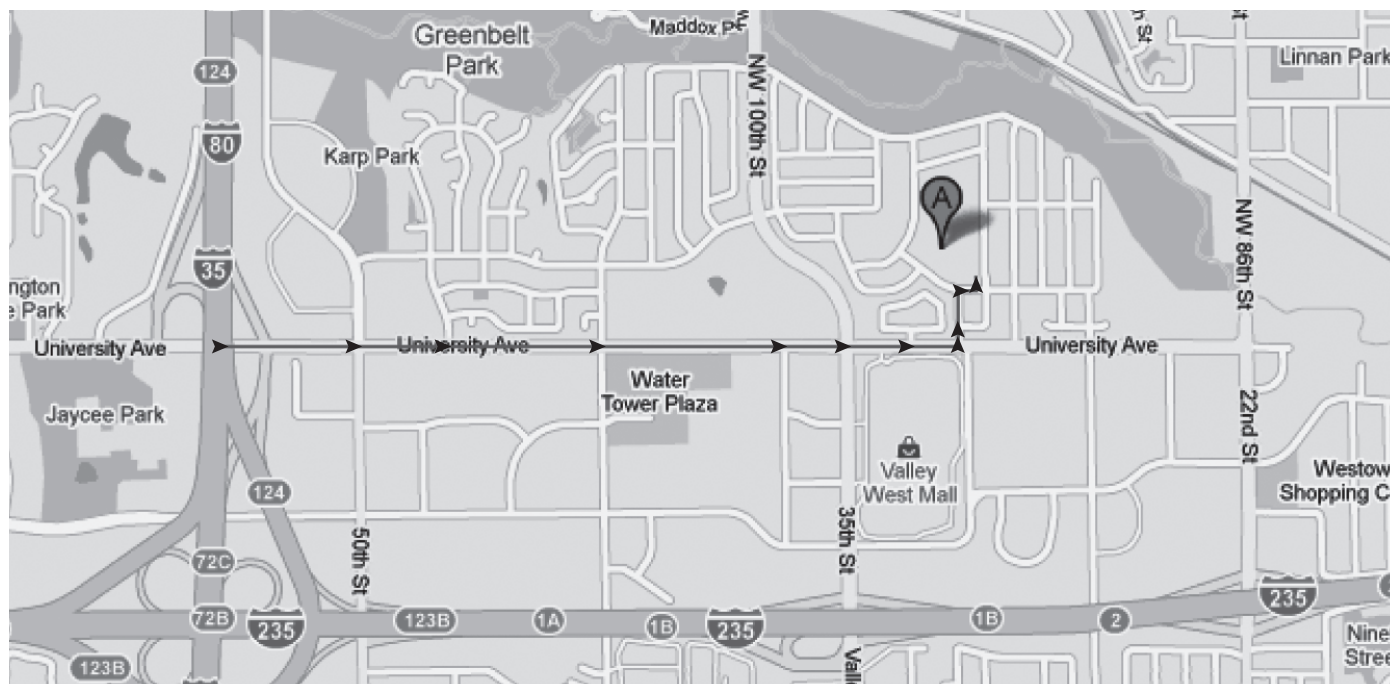 Greenbelt
Park
Maddox P
NW 100th St
n St
Linnan Park
124
80
Karp Park
A
NW 86th St
35
ngton
e Park
University Ave
University Ave
University Ave
Water
Tower Plaza
Jaycee Park
22nd St
Valley
West Mall
Westow
Shopping C
124
50th St
35th St
72C
72B
235
123B
1A
1B
235
1B
2
235
123B
Vall
Nine
Stree